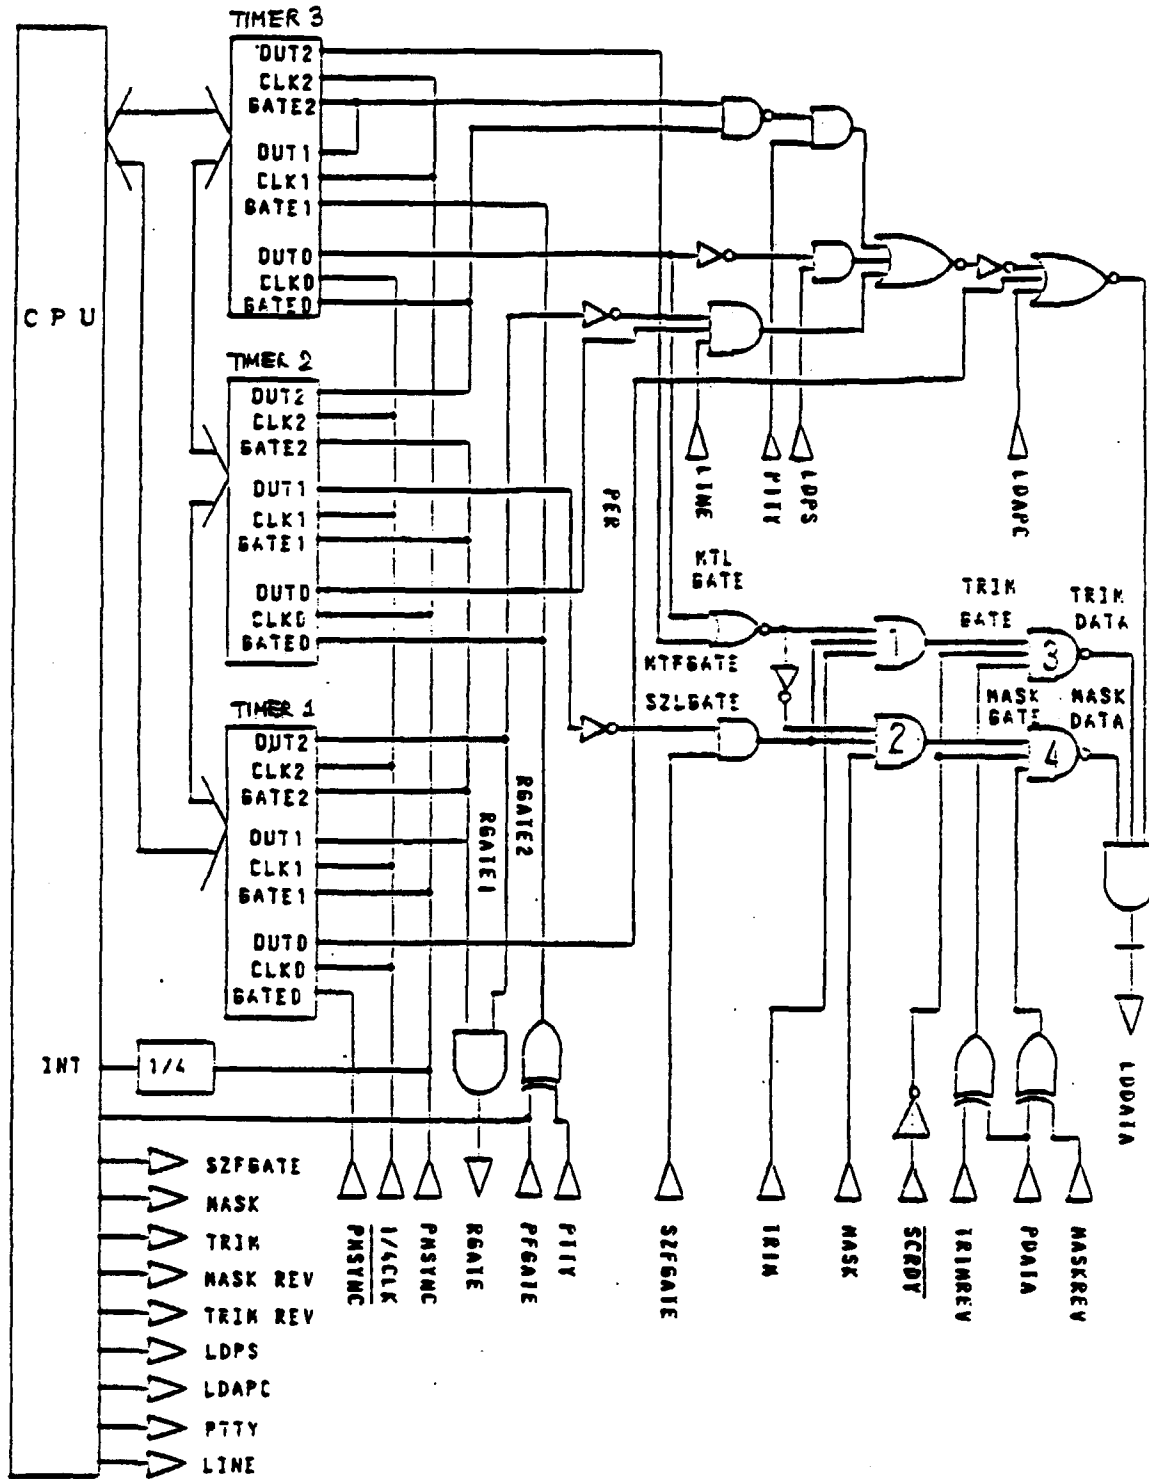 TIMER 3
OUT2
CLK2
GATE2
OUT1
CLK1
GATE1
OUT0
CLK0
GATE0
CPU
TIMER 2
OUT2
CLK2
GATE2
OUT1
CLK1
GATE1
OUT0
CLK0
GATE0
TIMER 1
OUT2
CLK2
GATE2
OUT1
CLK1
GATE1
OUT0
CLK0
GATE0
RGATE1
RGATE2
PER
LINE
PTTY
LDPS
LDAPC
MTL
GATE
MTFGATE
SZLGATE
TRIM
GATE
TRIM
DATA
MASK
GATE
MASK
DATA
1
2
3
4
INT
1/4
LDDATA
SZFGATE
MASK
TRIM
MASK REV
TRIM REV
LDPS
LDAPC
PTTY
LINE
PMSYNC
1/4CLK
PMSYNC
RGATE
PFGATE
PTTY
SZFGATE
TRIM
MASK
SCRDY
TRIMREV
PDATA
MASKREV